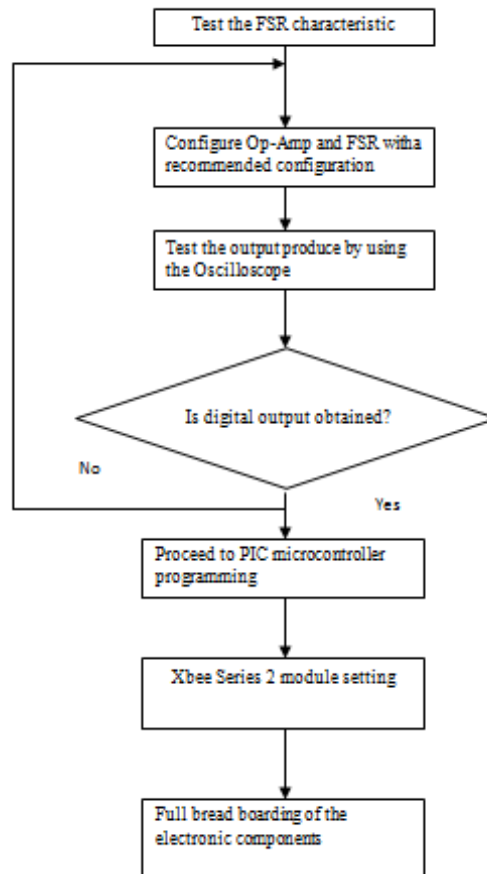 Test the FSR characteristic
Configure Op-Amp and FSR witha
recommended configuration
Test the output produce by using
the Oscilloscope
Is digital output obtained?
No
Yes
Proceed to PIC microcontroller
programming
Xbee Series 2 module setting
Full bread boarding of the
electronic components